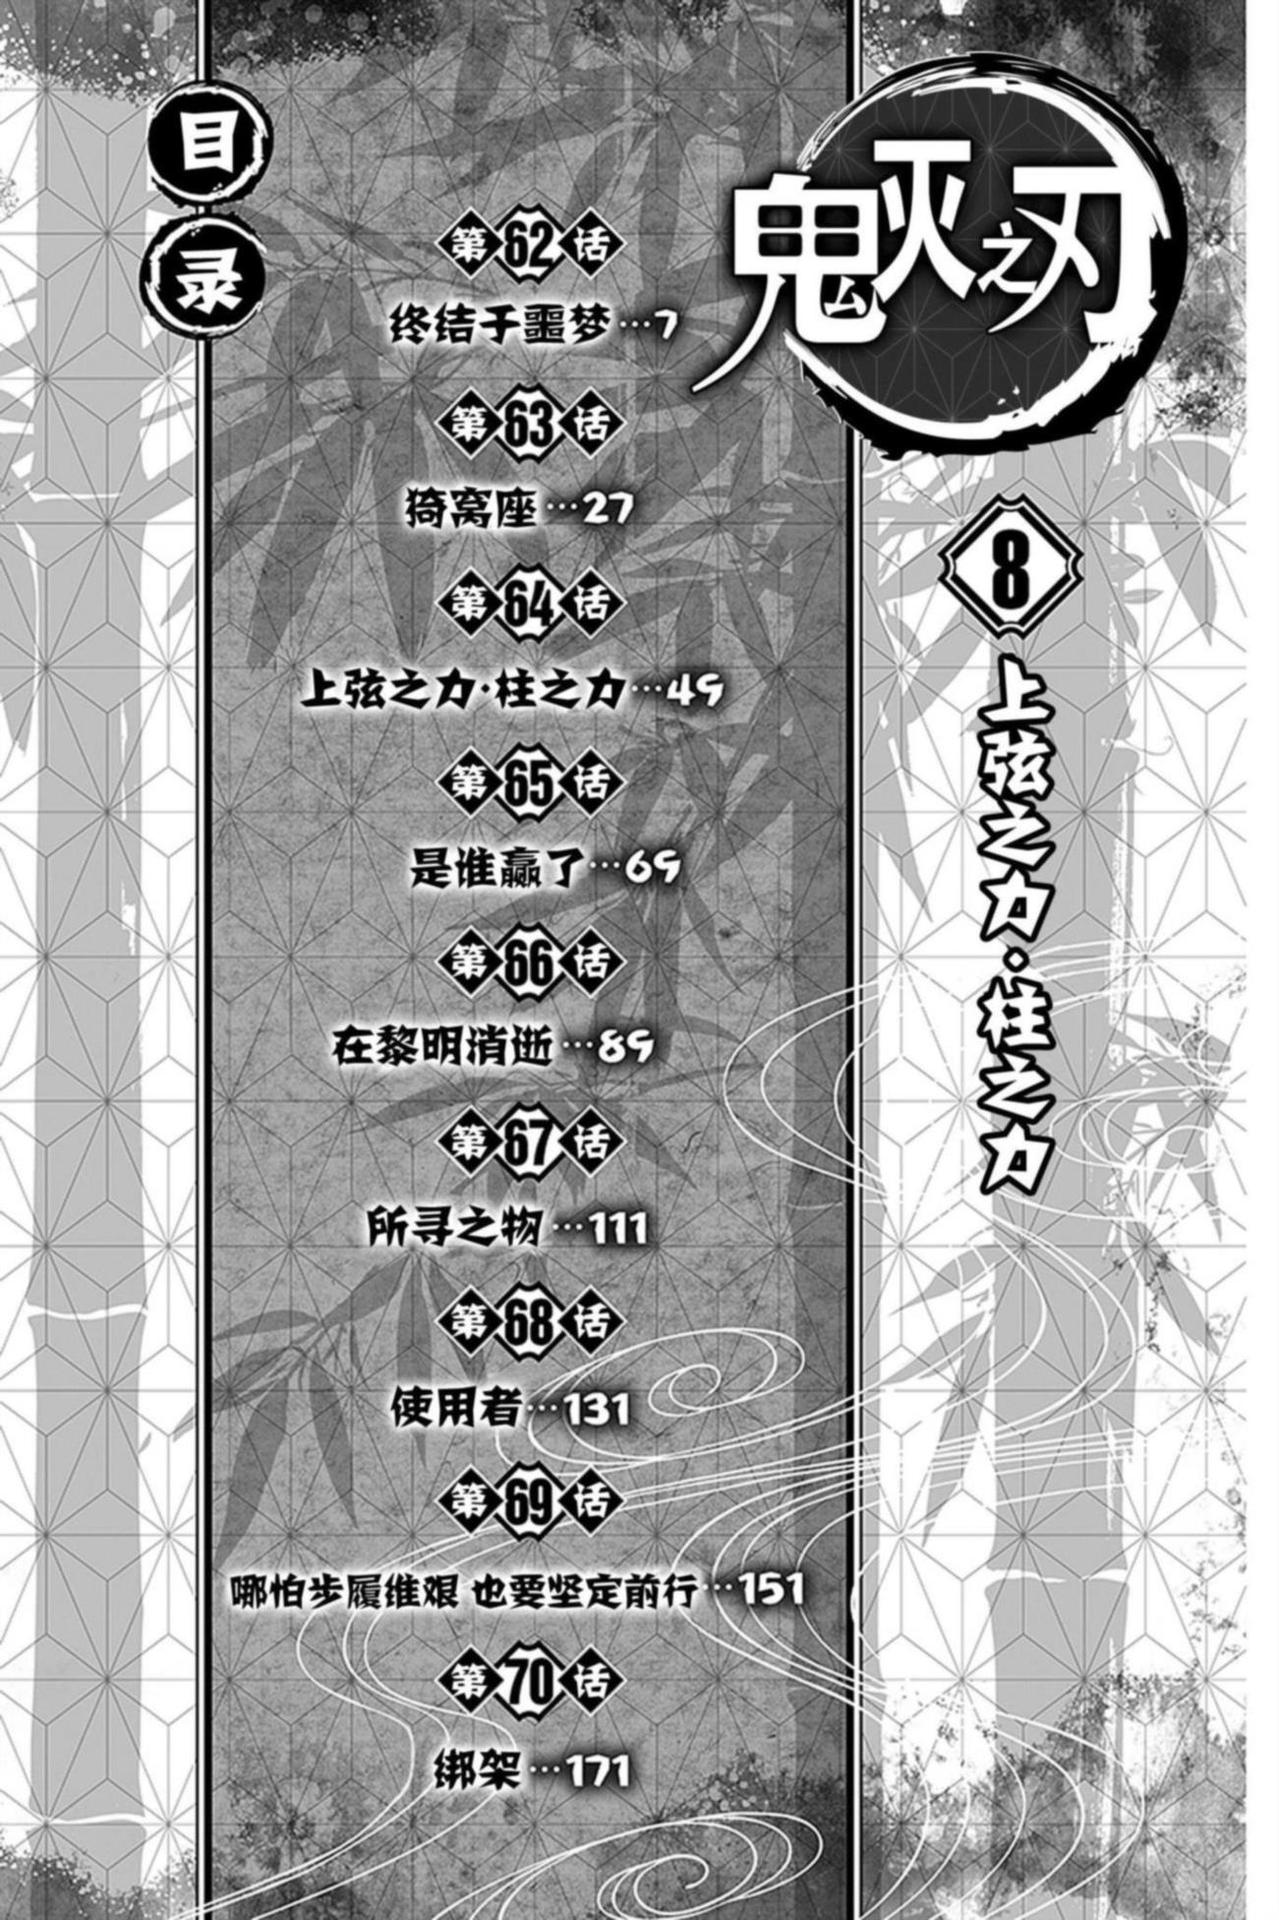 鬼灭之刃
8
上弦之力·柱之力
目录
第62话
终结于噩梦…7
第63话
猗窝座…27
第64话
上弦之力·柱之力…49
第65话
是谁赢了…69
第66话
在黎明消逝…89
第67话
所寻之物…111
第68话
使用者…131
第69话
哪怕步履维艰 也要坚定前行…151
第70话
绑架…171